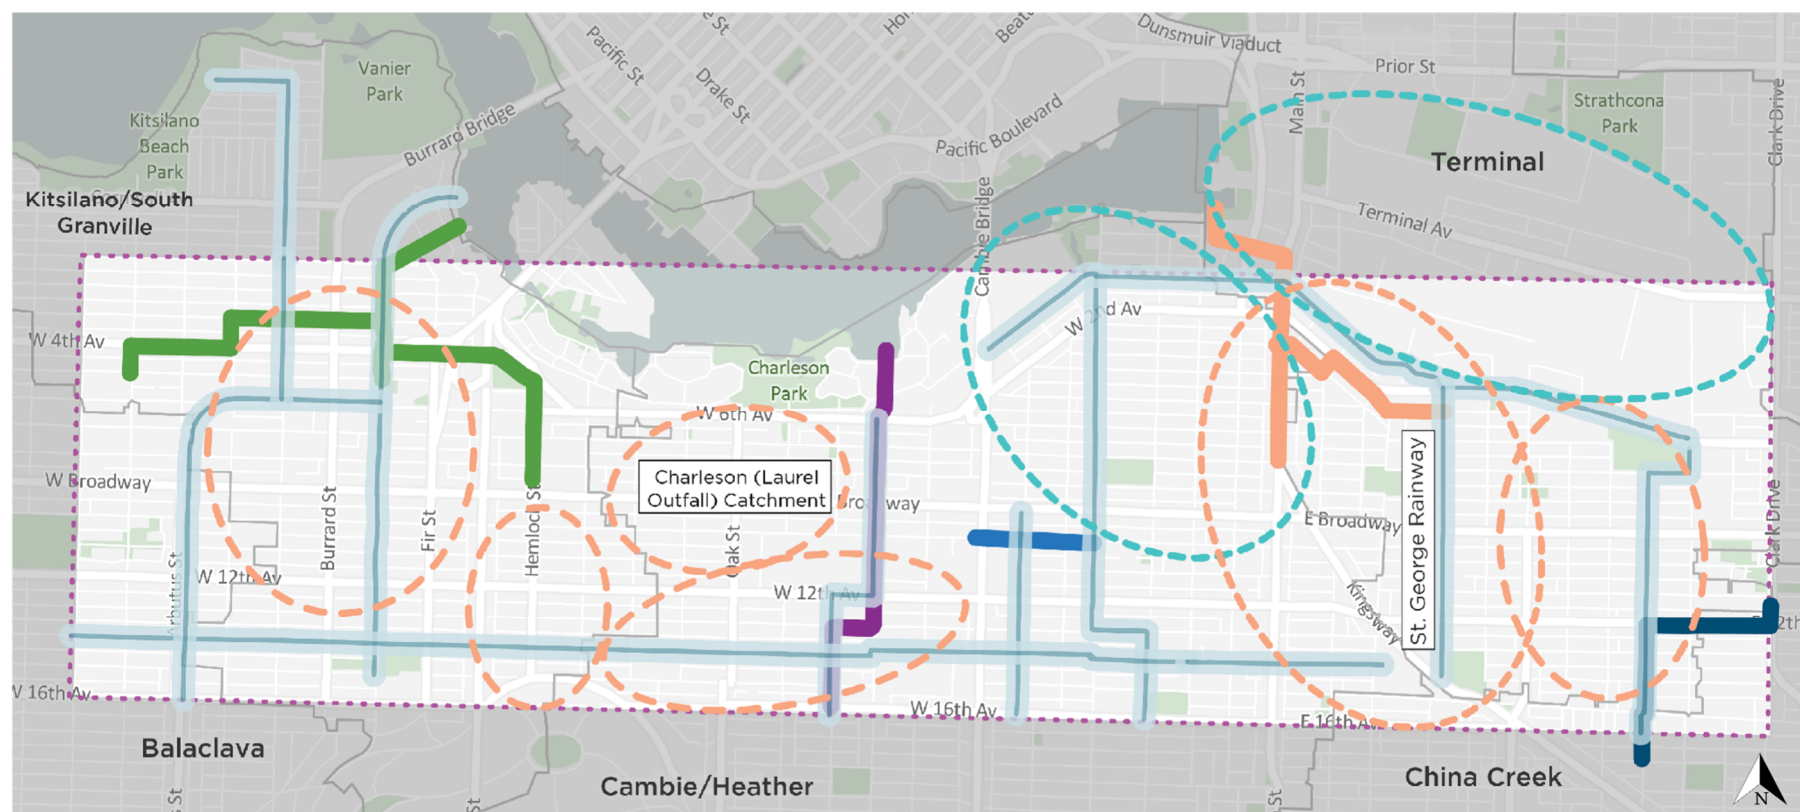 Dunsmuir Viaduct
Pacific St
Drake St
Prior St
Main St
Vanier
Park
Strathcona
Park
Clark Drive
Kitsilano
Beach
Park
Burrard Bridge
Pacific Boulevard
Terminal
Kitsilano/South
Granville
Terminal Av
Cambie Bridge
W 4th Av
W 2nd Av
Charleson
Park
W 6th Av
W Broadway
Charleson (Laurel
Outfall) Catchment
Broadway
E Broadway
St. George Rainway
Clark Drive
Burrard St
Fir St
Hemlock St
Oak St
Arbutus St
W 12th Av
W 12th Av
Kingsway
W 16th Av
W 16th Av
E 16th Av
Balaclava
Cambie/Heather
China Creek
N